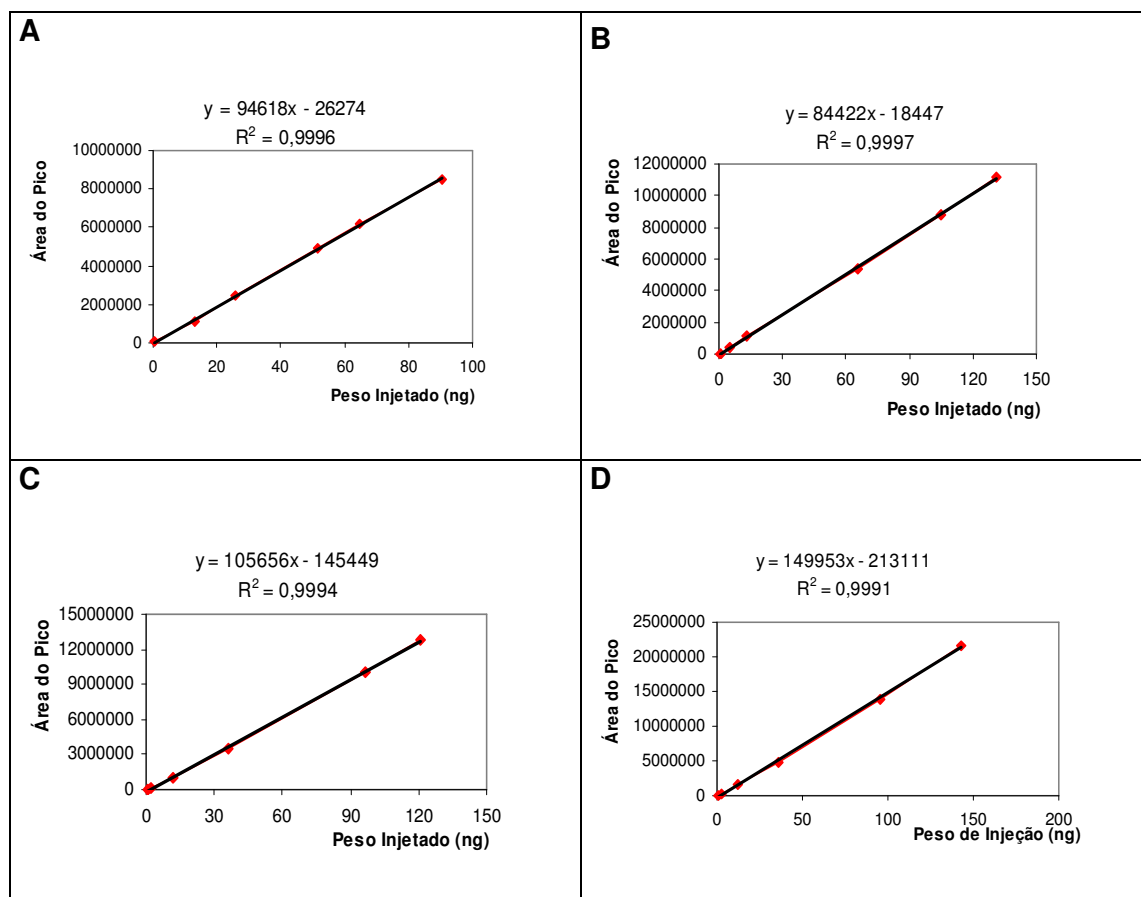 A
y = 94618x - 26274
R² = 0,9996
10000000
8000000
6000000
4000000
2000000
0
0 20 40 60 80 100
Área do Pico
Peso Injetado (ng)
B
y = 84422x - 18447
R² = 0,9997
12000000
10000000
8000000
6000000
4000000
2000000
0
0 30 60 90 120 150
Área do Pico
Peso Injetado (ng)
C
y = 105656x - 145449
R² = 0,9994
15000000
12000000
9000000
6000000
3000000
0
0 30 60 90 120 150
Área do Pico
Peso Injetado (ng)
D
y = 149953x - 213111
R² = 0,9991
25000000
20000000
15000000
10000000
5000000
0
0 50 100 150 200
Área do Pico
Peso de Injeção (ng)